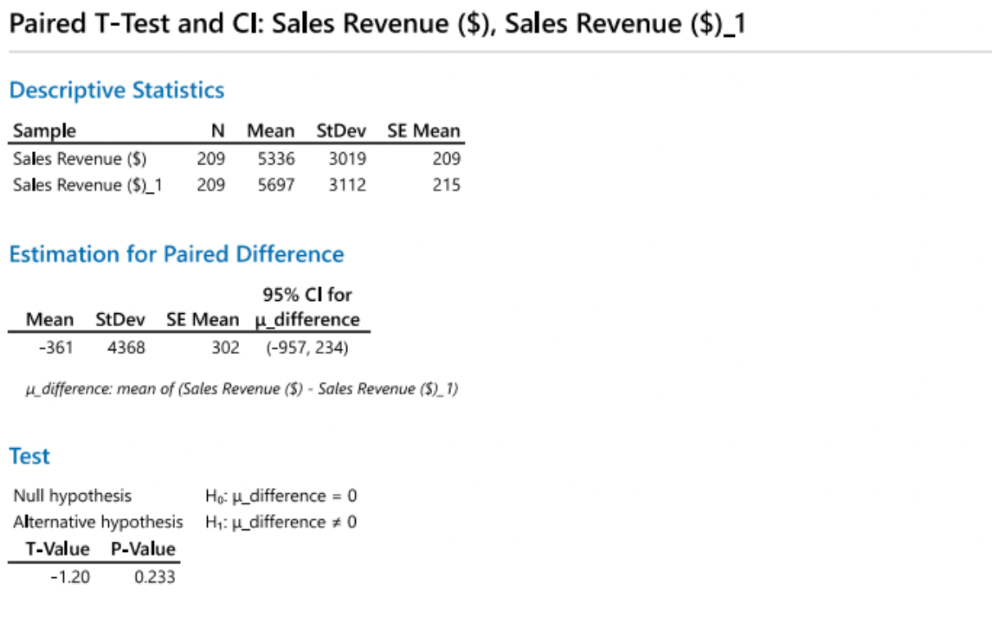 Paired T-Test and CI: Sales Revenue ($), Sales Revenue ($)_1
Descriptive Statistics
Sample N Mean StDev SE Mean
Sales Revenue ($) 209 5336 3019 209
Sales Revenue ($)_1 209 5697 3112 215
Estimation for Paired Difference
95% CI for
Mean StDev SE Mean μ_difference
-361 4368 302 (-957, 234)
µ_difference: mean of (Sales Revenue ($) - Sales Revenue ($)_1)
Test
Null hypothesis H₀: μ_difference = 0
Alternative hypothesis H₁: μ_difference ≠ 0
T-Value P-Value
-1.20 0.233